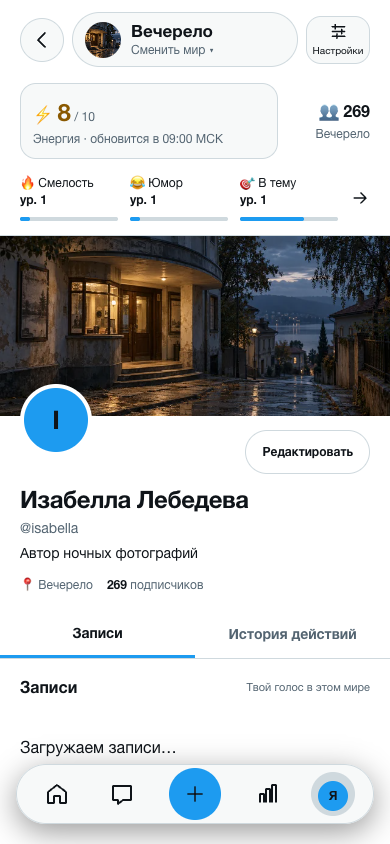 Вечерело
Сменить мир ▾
Настройки
⚡ 8 / 10
Энергия · обновится в 09:00 МСК
👥 269
Вечерело
🔥 Смелость
ур. 1
😂 Юмор
ур. 1
🎯 В тему
ур. 1
→
I
Редактировать
Изабелла Лебедева
@isabella
Автор ночных фотографий
📍 Вечерело 269 подписчиков
Записи
История действий
Записи
Твой голос в этом мире
Загружаем записи...
Я